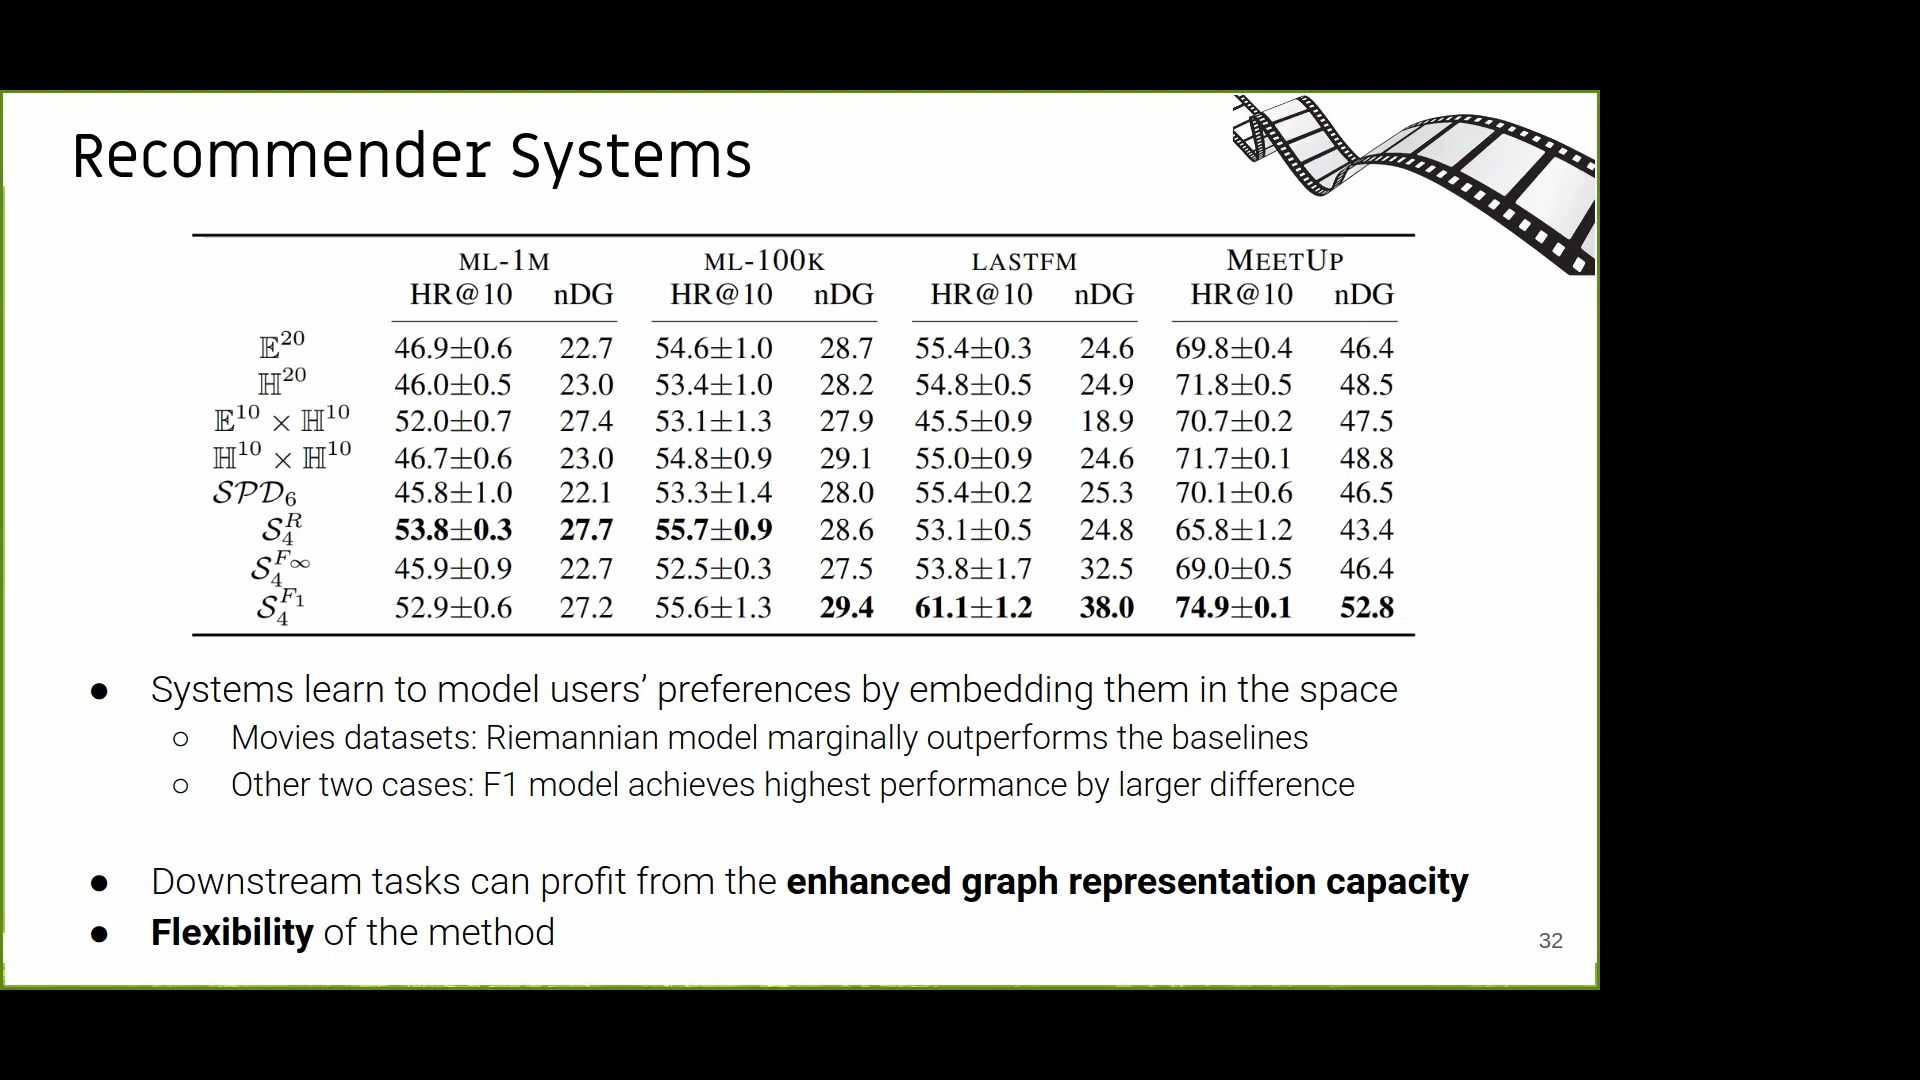 Recommender Systems
ML-1M ML-100K LASTFM MEETUP
HR@10 nDG HR@10 nDG HR@10 nDG HR@10 nDG
𝔼²⁰ 46.9±0.6 22.7 54.6±1.0 28.7 55.4±0.3 24.6 69.8±0.4 46.4
ℍ²⁰ 46.0±0.5 23.0 53.4±1.0 28.2 54.8±0.5 24.9 71.8±0.5 48.5
𝔼¹⁰ × ℍ¹⁰ 52.0±0.7 27.4 53.1±1.3 27.9 45.5±0.9 18.9 70.7±0.2 47.5
ℍ¹⁰ × ℍ¹⁰ 46.7±0.6 23.0 54.8±0.9 29.1 55.0±0.9 24.6 71.7±0.1 48.8
𝒮𝒫𝒟₆ 45.8±1.0 22.1 53.3±1.4 28.0 55.4±0.2 25.3 70.1±0.6 46.5
𝒮₄^R 53.8±0.3 27.7 55.7±0.9 28.6 53.1±0.5 24.8 65.8±1.2 43.4
𝒮₄^F∞ 45.9±0.9 22.7 52.5±0.3 27.5 53.8±1.7 32.5 69.0±0.5 46.4
𝒮₄^F₁ 52.9±0.6 27.2 55.6±1.3 29.4 61.1±1.2 38.0 74.9±0.1 52.8
● Systems learn to model users’ preferences by embedding them in the space
○ Movies datasets: Riemannian model marginally outperforms the baselines
○ Other two cases: F1 model achieves highest performance by larger difference
● Downstream tasks can profit from the enhanced graph representation capacity
● Flexibility of the method
32